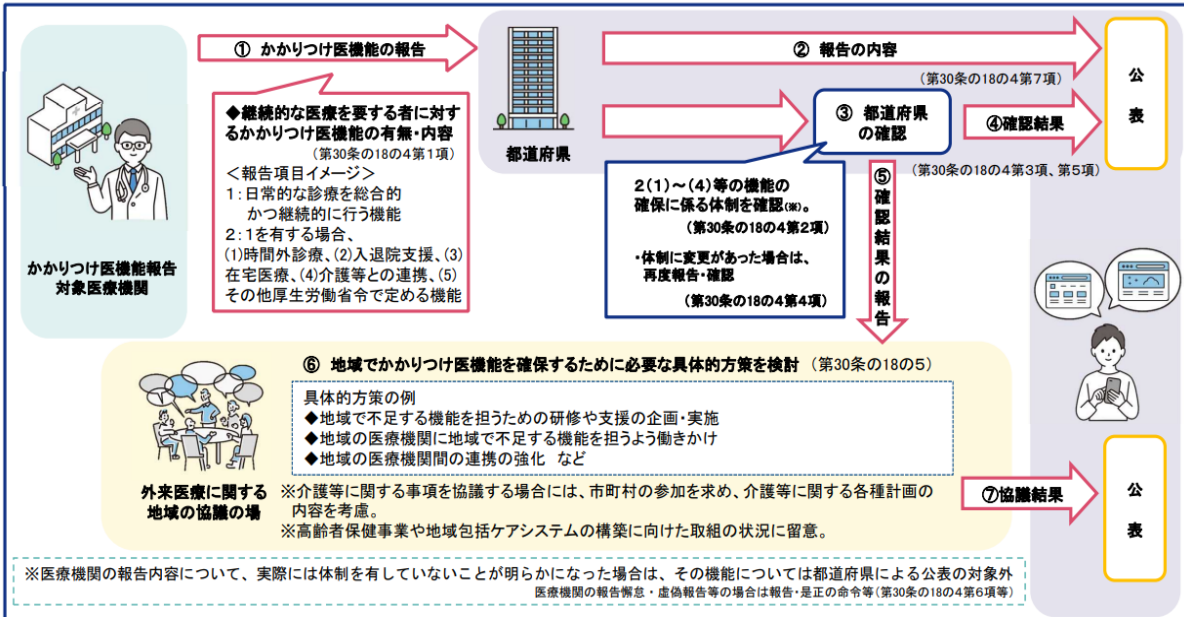 ① かかりつけ医機能の報告
② 報告の内容
(第30条の18の4第7項)
公
表
◆継続的な医療を要する者に対す
るかかりつけ医機能の有無・内容
(第30条の18の4第1項)
＜報告項目イメージ＞
1：日常的な診療を総合的
かつ継続的に行う機能
2：1を有する場合、
(1)時間外診療、(2)入退院支援、(3)
在宅医療、(4)介護等との連携、(5)
その他厚生労働省令で定める機能
かかりつけ医機能報告
対象医療機関
都道府県
③ 都道府県
の確認
④確認結果
(第30条の18の4第3項、第5項)
2(1)～(4)等の機能の
確保に係る体制を確認(※)。
(第30条の18の4第2項)
・体制に変更があった場合は、
再度報告・確認
(第30条の18の4第4項)
⑤確認結果の報告
⑥ 地域でかかりつけ医機能を確保するために必要な具体的方策を検討 (第30条の18の5)
具体的方策の例
◆地域で不足する機能を担うための研修や支援の企画・実施
◆地域の医療機関に地域で不足する機能を担うよう働きかけ
◆地域の医療機関間の連携の強化 など
外来医療に関する
地域の協議の場
※介護等に関する事項を協議する場合には、市町村の参加を求め、介護等に関する各種計画の
内容を考慮。
※高齢者保健事業や地域包括ケアシステムの構築に向けた取組の状況に留意。
⑦協議結果
公
表
※医療機関の報告内容について、実際には体制を有していないことが明らかになった場合は、その機能については都道府県による公表の対象外
医療機関の報告懈怠・虚偽報告等の場合は報告・是正の命令等(第30条の18の4第6項等)